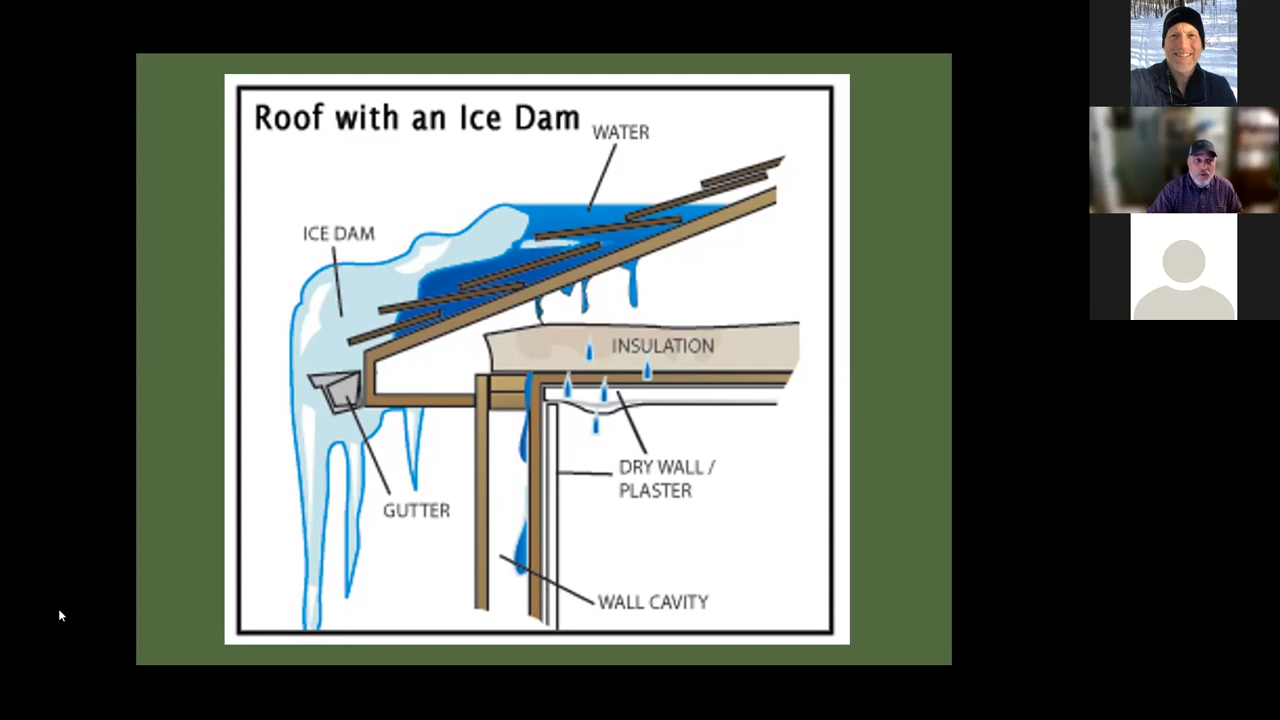 Roof with an Ice Dam
WATER
ICE DAM
INSULATION
DRY WALL /
PLASTER
GUTTER
WALL CAVITY